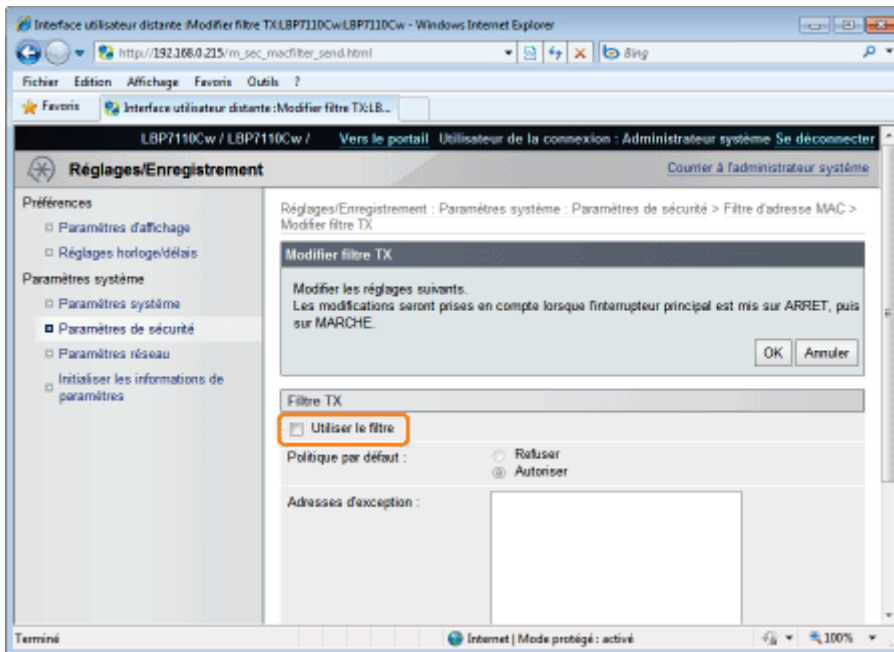 Interface utilisateur distante :Modifier filtre TX:LBP7110Cw:LBP7110Cw - Windows Internet Explorer
http://192.168.0.215/m_sec_macfilter_send.html
Bing
Fichier Edition Affichage Favoris Outils ?
Favoris Interface utilisateur distante :Modifier filtre TX:LB...
LBP7110Cw / LBP7110Cw / Vers le portail Utilisateur de la connexion : Administrateur système Se déconnecter
Réglages/Enregistrement Courrier à l'administrateur système
Préférences
Paramètres d'affichage
Réglages horloge/délais
Paramètres système
Paramètres système
Paramètres de sécurité
Paramètres réseau
Initialiser les informations de
paramètres
Réglages/Enregistrement : Paramètres système : Paramètres de sécurité > Filtre d'adresse MAC >
Modifier filtre TX
Modifier filtre TX
Modifier les réglages suivants.
Les modifications seront prises en compte lorsque l'interrupteur principal est mis sur ARRET, puis
sur MARCHE.
OK Annuler
Filtre TX
Utiliser le filtre
Politique par défaut : Refuser
Autoriser
Adresses d'exception :
Terminé Internet | Mode protégé : activé 100%